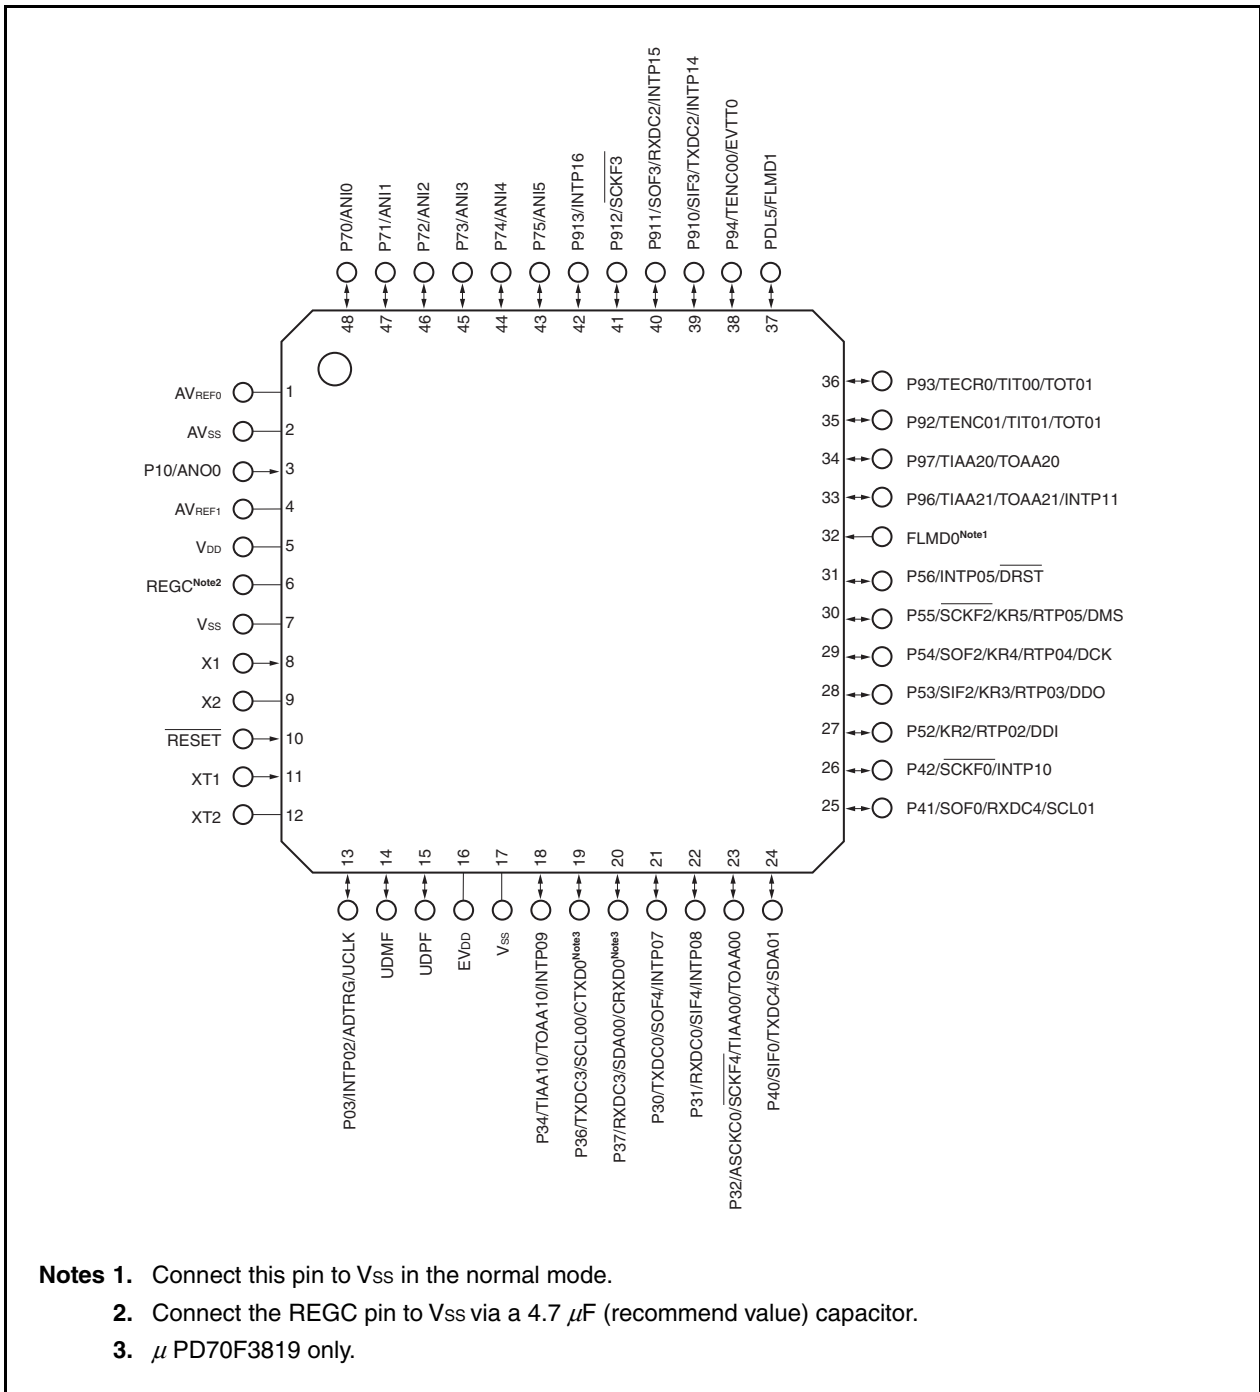 P70/ANI0
P71/ANI1
P72/ANI2
P73/ANI3
P74/ANI4
P75/ANI5
P913/INTP16
P912/SCKF3
P911/SOF3/RXDC2/INTP15
P910/SIF3/TXDC2/INTP14
P94/TENC00/EVTT0
PDL5/FLMD1
48
47
46
45
44
43
42
41
40
39
38
37
AVREF0 1
AVSS 2
P10/ANO0 3
AVREF1 4
VDD 5
REGCNote2 6
VSS 7
X1 8
X2 9
RESET 10
XT1 11
XT2 12
36 P93/TECR0/TIT00/TOT01
35 P92/TENC01/TIT01/TOT01
34 P97/TIAA20/TOAA20
33 P96/TIAA21/TOAA21/INTP11
32 FLMD0Note1
31 P56/INTP05/DRST
30 P55/SCKF2/KR5/RTP05/DMS
29 P54/SOF2/KR4/RTP04/DCK
28 P53/SIF2/KR3/RTP03/DDO
27 P52/KR2/RTP02/DDI
26 P42/SCKF0/INTP10
25 P41/SOF0/RXDC4/SCL01
13
14
15
16
17
18
19
20
21
22
23
24
P03/INTP02/ADTRG/UCLK
UDMF
UDPF
EVDD
VSS
P34/TIAA10/TOAA10/INTP09
P36/TXDC3/SCL00/CTXD0Note3
P37/RXDC3/SDA00/CRXD0Note3
P30/TXDC0/SOF4/INTP07
P31/RXDC0/SIF4/INTP08
P32/ASCKC0/SCKF4/TIAA00/TOAA00
P40/SIF0/TXDC4/SDA01
Notes 1. Connect this pin to VSS in the normal mode.
2. Connect the REGC pin to VSS via a 4.7 μF (recommend value) capacitor.
3. μ PD70F3819 only.